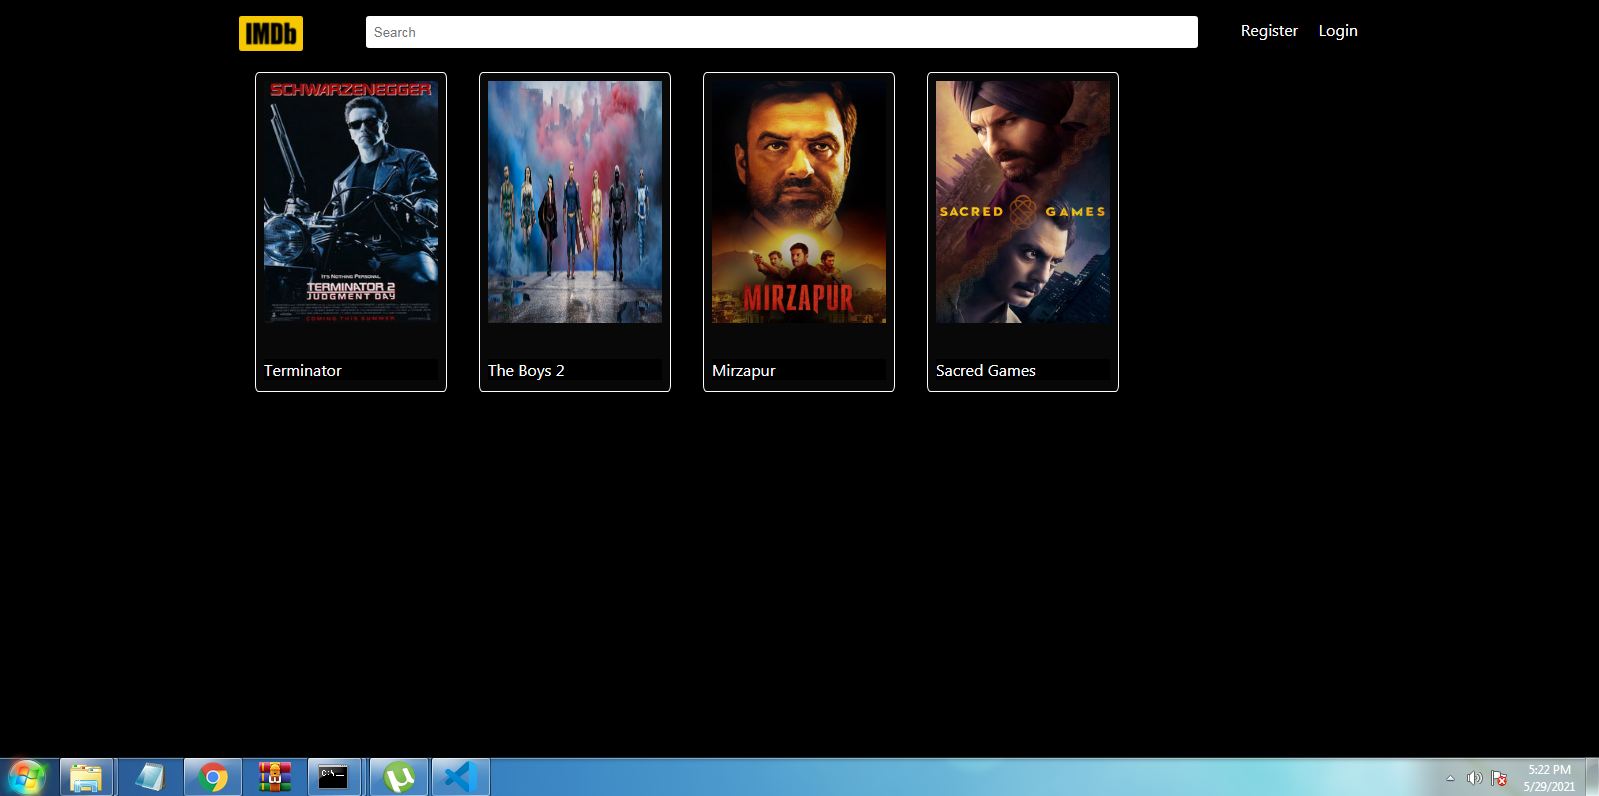 IMDb
Search
Register
Login
SCHWARZENEGGER
IT'S NOTHING PERSONAL.
TERMINATOR 2
JUDGMENT DAY
COMING THIS SUMMER
MIRZAPUR
SACRED GAMES
Terminator
The Boys 2
Mirzapur
Sacred Games
C:\.
5:22 PM
5/29/2021